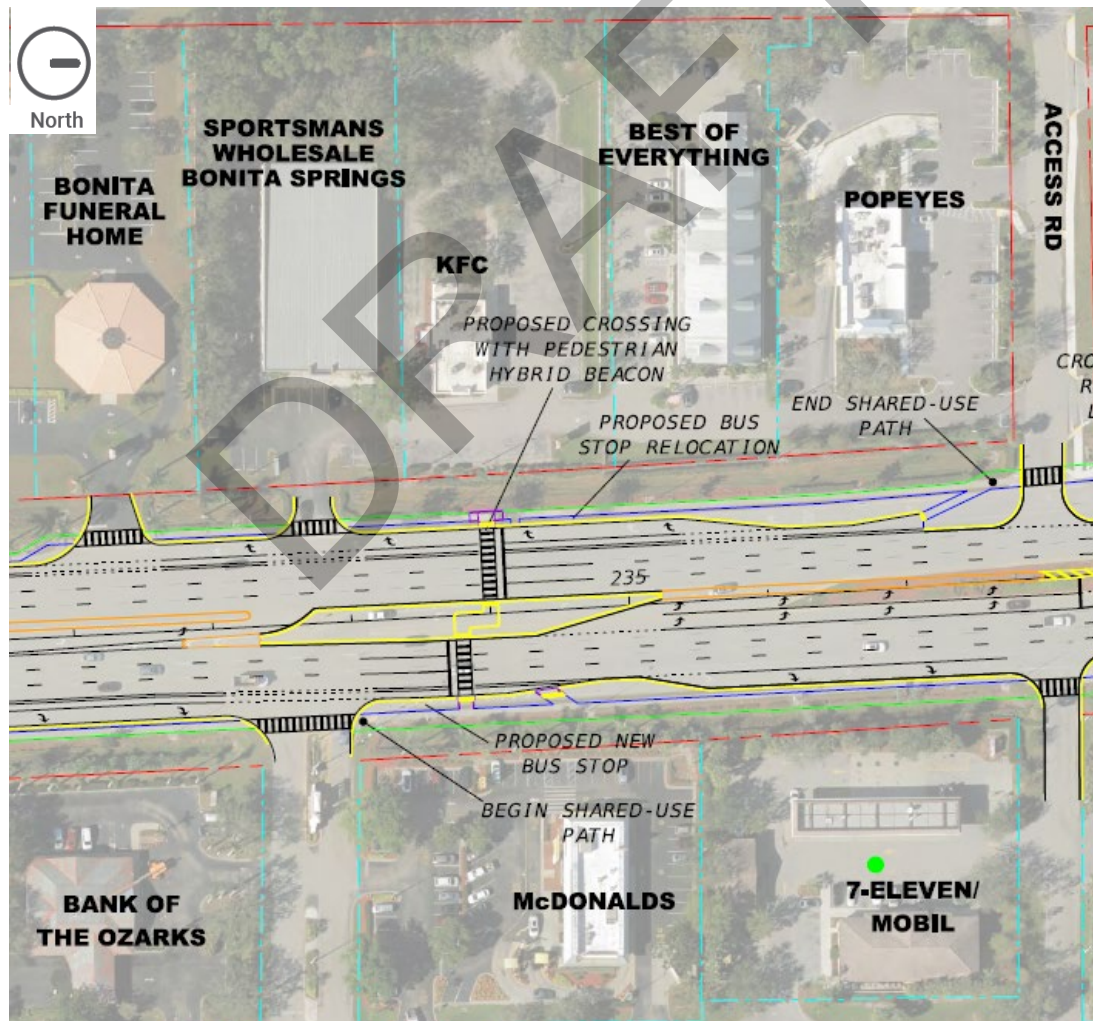 North
DRAFT
SPORTSMANS
WHOLESALE
BONITA SPRINGS
BONITA
FUNERAL
HOME
KFC
BEST OF
EVERYTHING
POPEYES
ACCESS RD
PROPOSED CROSSING
WITH PEDESTRIAN
HYBRID BEACON
PROPOSED BUS
STOP RELOCATION
END SHARED-USE
PATH
CRO
R
L
235
PROPOSED NEW
BUS STOP
BEGIN SHARED-USE
PATH
BANK OF
THE OZARKS
McDONALDS
7-ELEVEN/
MOBIL